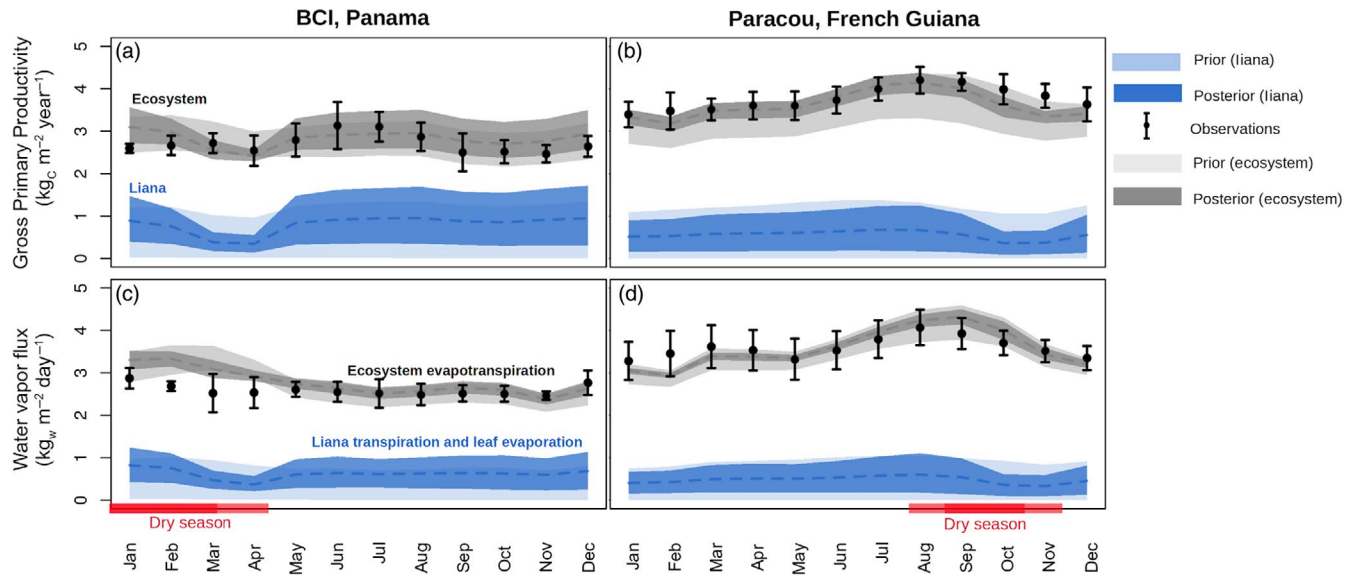 BCI, Panama
Paracou, French Guiana
Gross Primary Productivity
(kgC m−2 year−1)
0
1
2
3
4
5
(a)
Ecosystem
Liana
(b)
Prior (liana)
Posterior (liana)
Observations
Prior (ecosystem)
Posterior (ecosystem)
Water vapor flux
(kgw m−2 day−1)
0
1
2
3
4
5
(c)
Ecosystem evapotranspiration
Liana transpiration and leaf evaporation
(d)
Dry season
Dry season
Jan
Feb
Mar
Apr
May
Jun
Jul
Aug
Sep
Oct
Nov
Dec
Jan
Feb
Mar
Apr
May
Jun
Jul
Aug
Sep
Oct
Nov
Dec